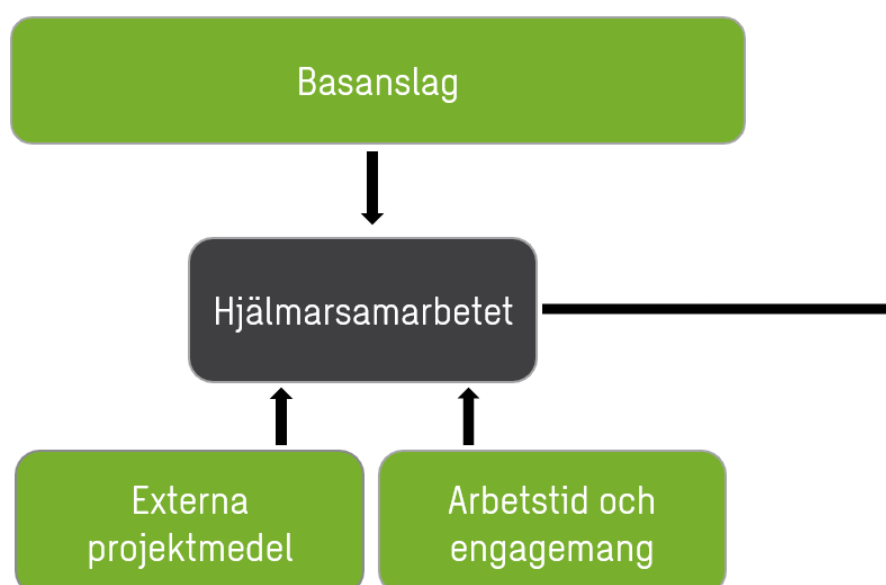 Basanslag
Hjälmarsamarbetet
Externa
projektmedel
Arbetstid och
engagemang